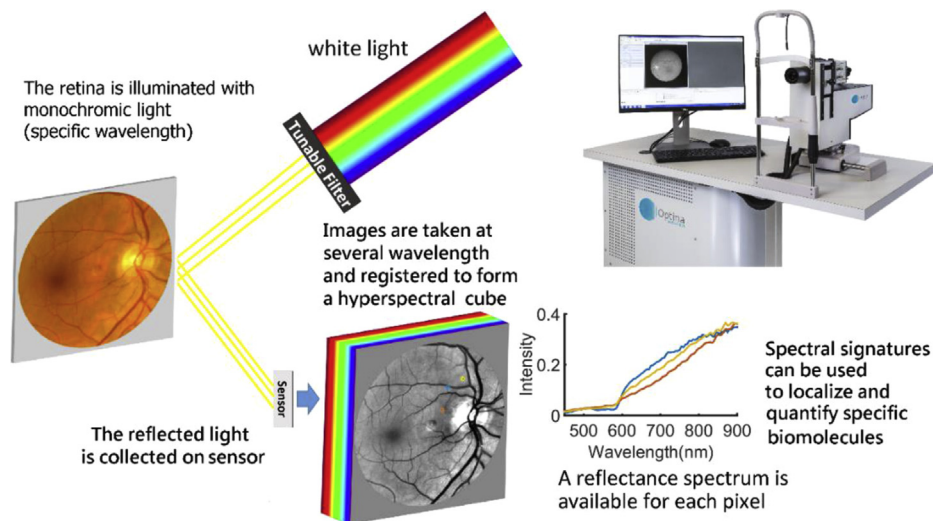 white light
The retina is illuminated with
monochromic light
(specific wavelength)
Tunable Filter
Optina
Images are taken at
several wavelength
and registered to form
a hyperspectral cube
Sensor
The reflected light
is collected on sensor
0.4
0.2
0
Intensity
500 600 700 800 900
Wavelength(nm)
A reflectance spectrum is
available for each pixel
Spectral signatures
can be used
to localize and
quantify specific
biomolecules